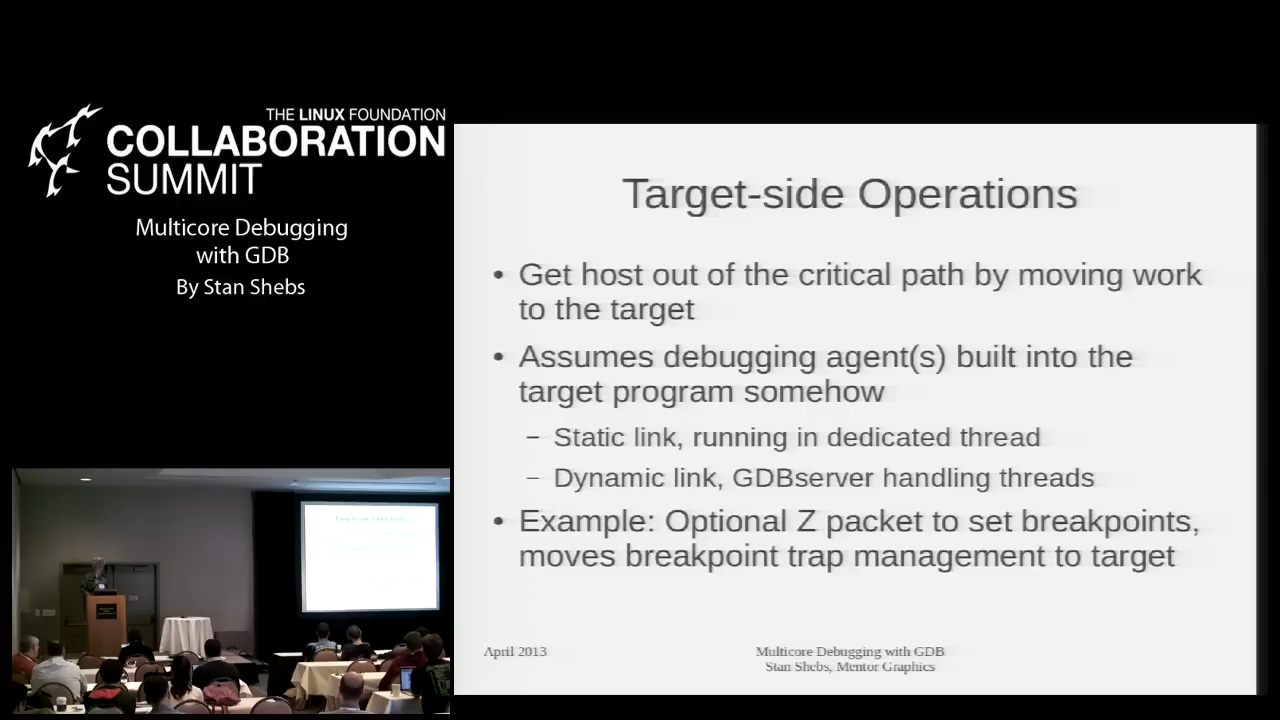 THE LINUX FOUNDATION
COLLABORATION
SUMMIT
Multicore Debugging
with GDB
By Stan Shebs
Target-side Operations
• Get host out of the critical path by moving work
to the target
• Assumes debugging agent(s) built into the
target program somehow
– Static link, running in dedicated thread
– Dynamic link, GDBserver handling threads
• Example: Optional Z packet to set breakpoints,
moves breakpoint trap management to target
April 2013
Multicore Debugging with GDB
Stan Shebs, Mentor Graphics
Target-side Operations